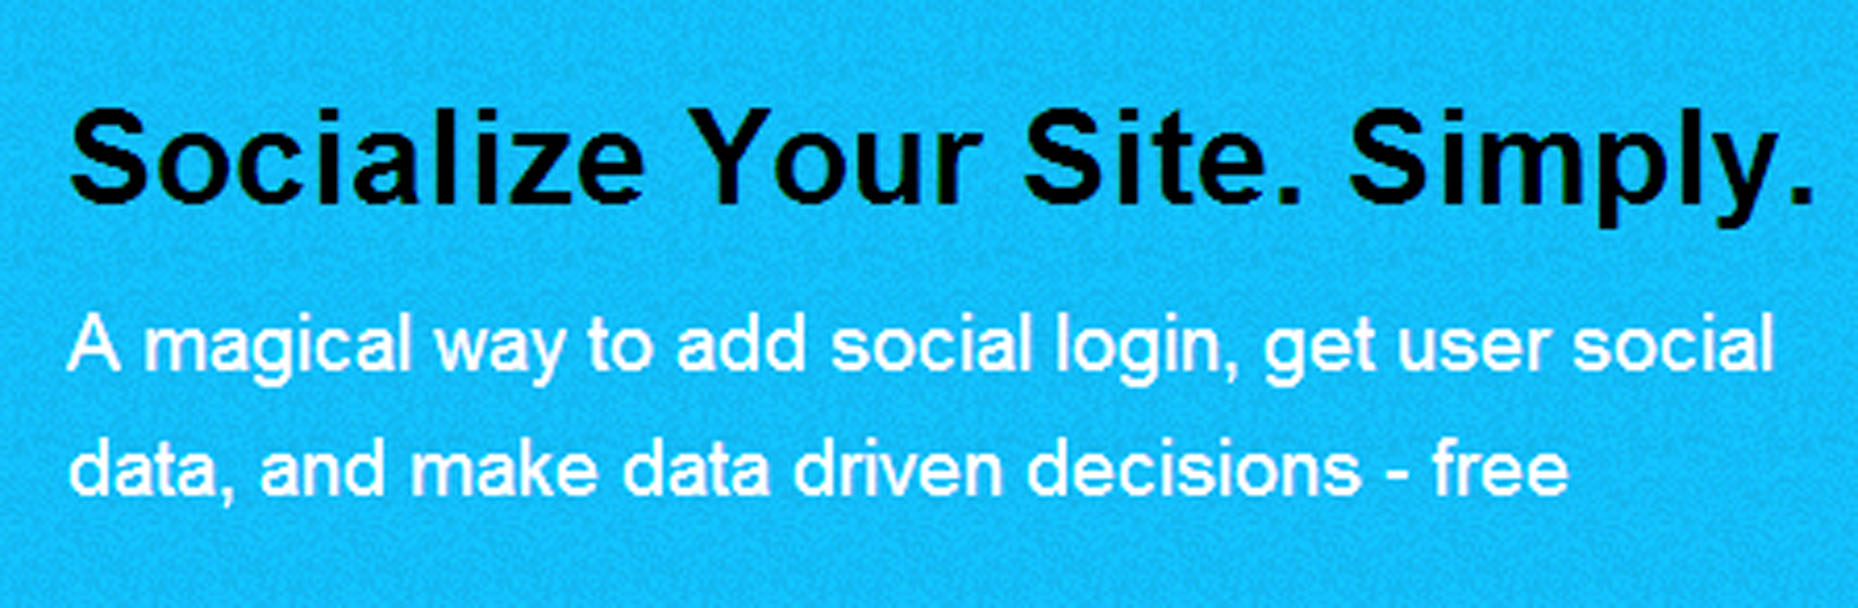 Socialize Your Site. Simply.
A magical way to add social login, get user social
data, and make data driven decisions - free